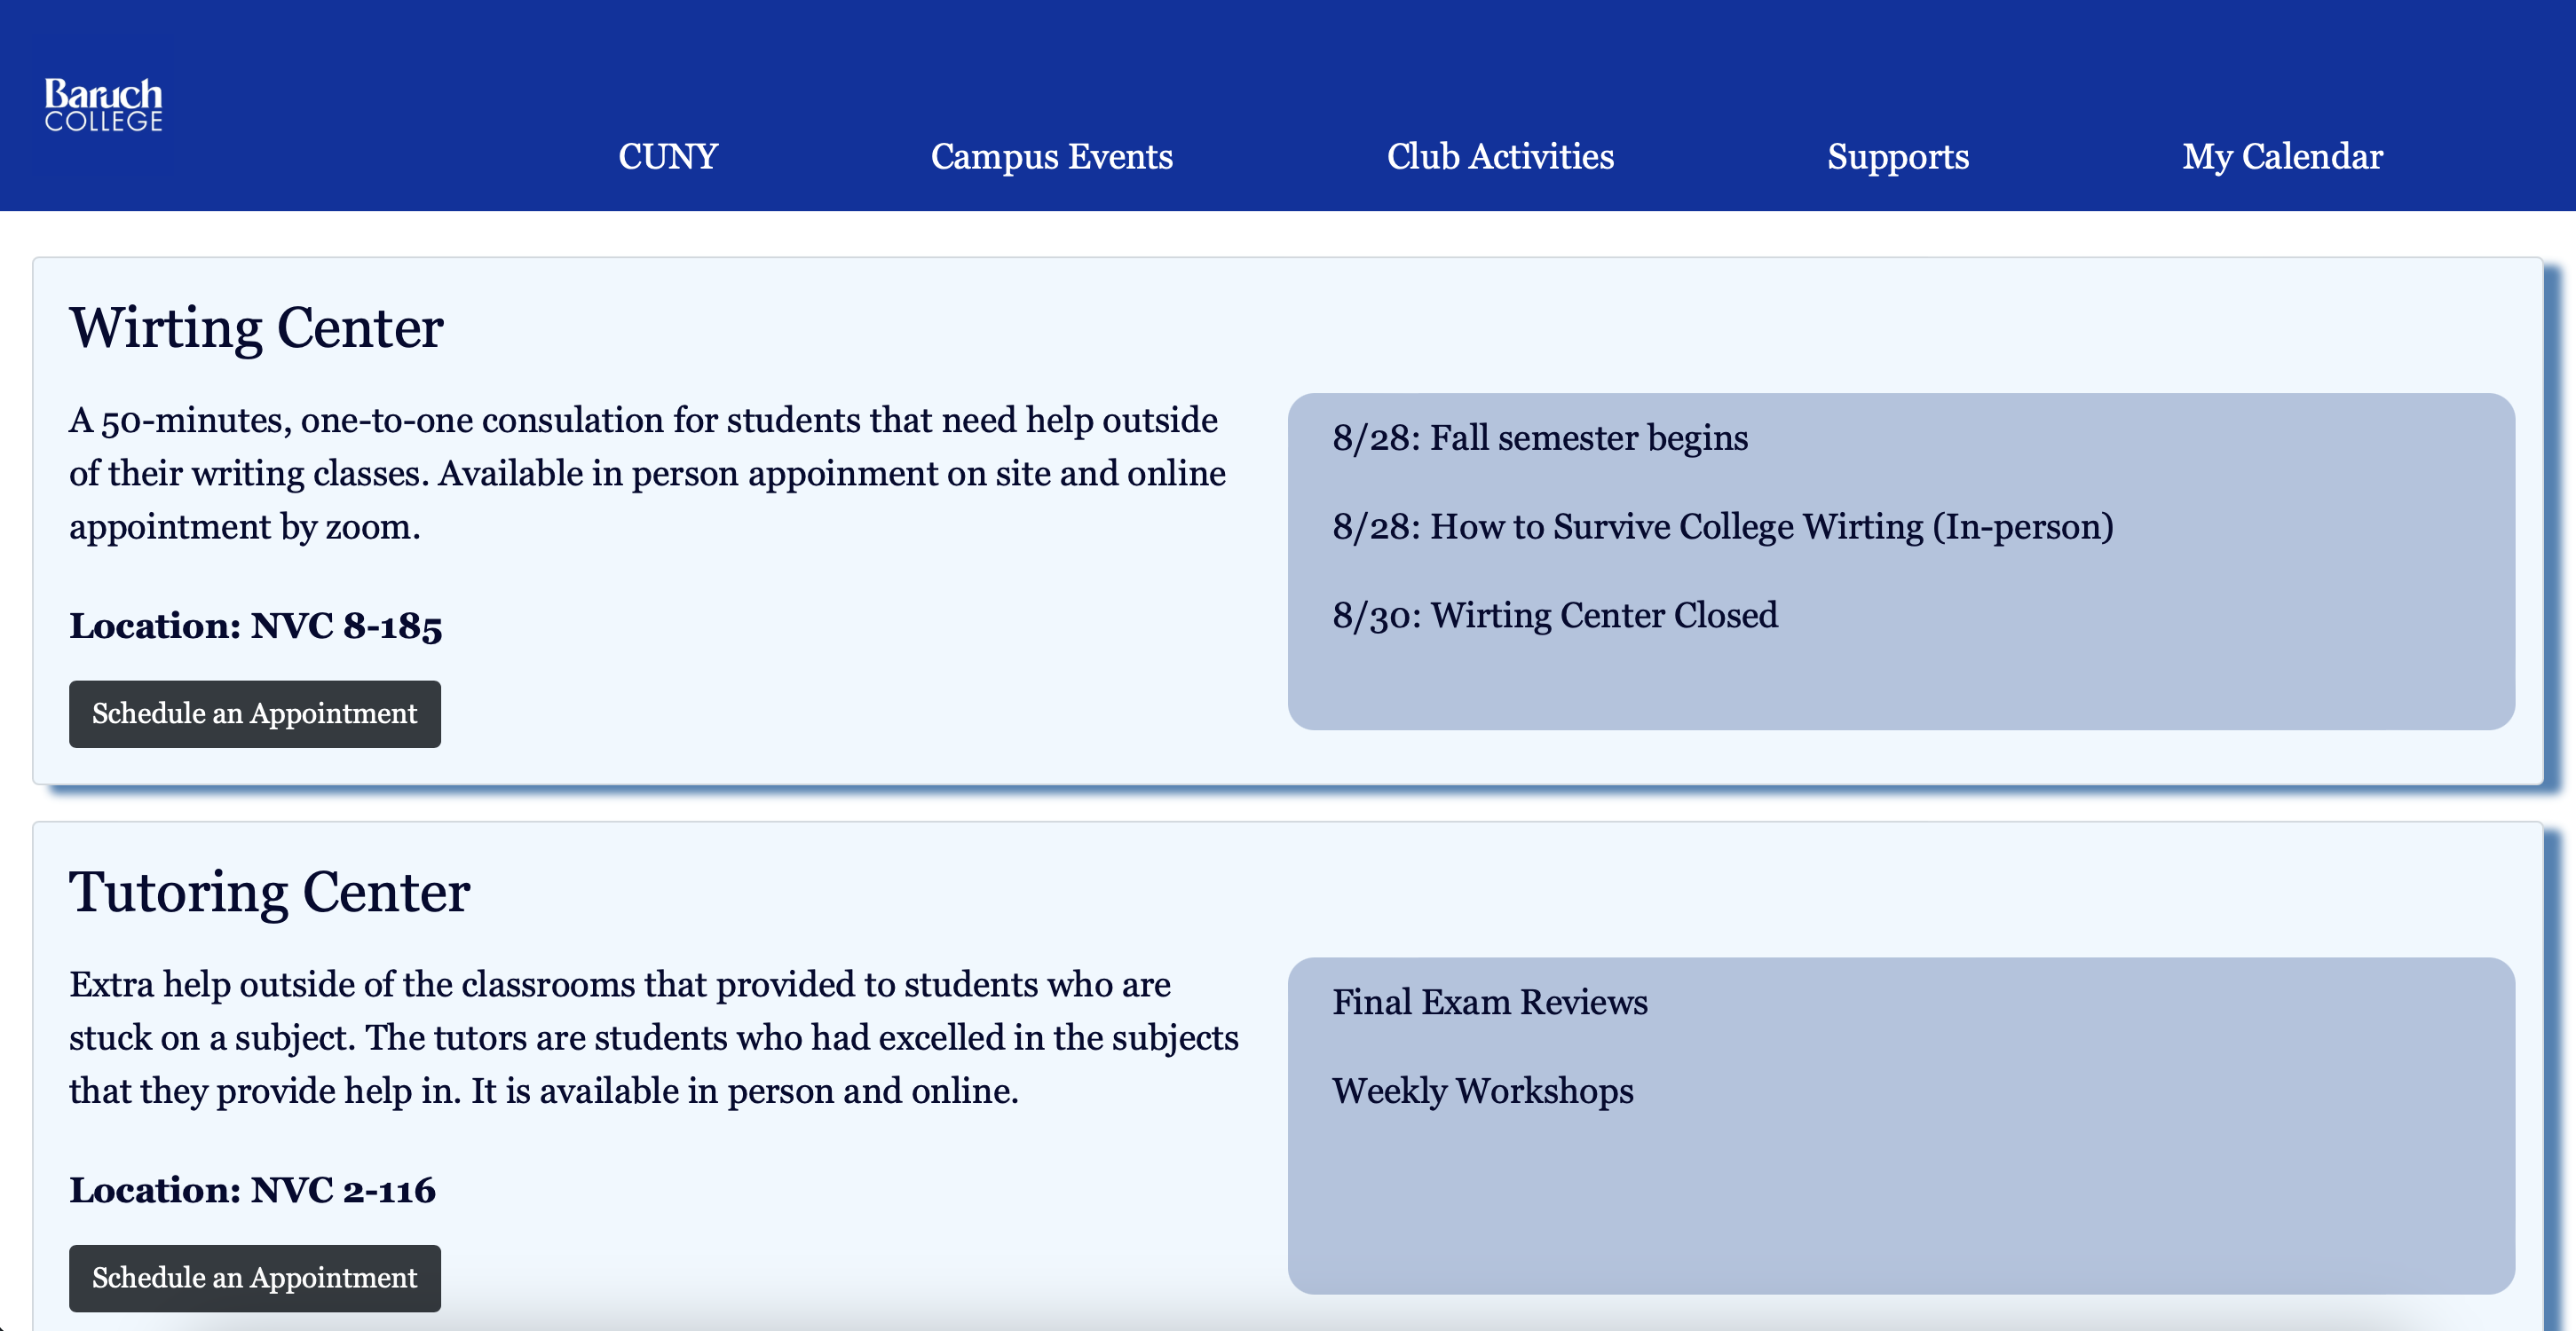 Baruch
COLLEGE
CUNY
Campus Events
Club Activities
Supports
My Calendar
Wirting Center
A 50-minutes, one-to-one consulation for students that need help outside
of their writing classes. Available in person appoinment on site and online
appointment by zoom.
Location: NVC 8-185
Schedule an Appointment
8/28: Fall semester begins
8/28: How to Survive College Wirting (In-person)
8/30: Wirting Center Closed
Tutoring Center
Extra help outside of the classrooms that provided to students who are
stuck on a subject. The tutors are students who had excelled in the subjects
that they provide help in. It is available in person and online.
Location: NVC 2-116
Schedule an Appointment
Final Exam Reviews
Weekly Workshops